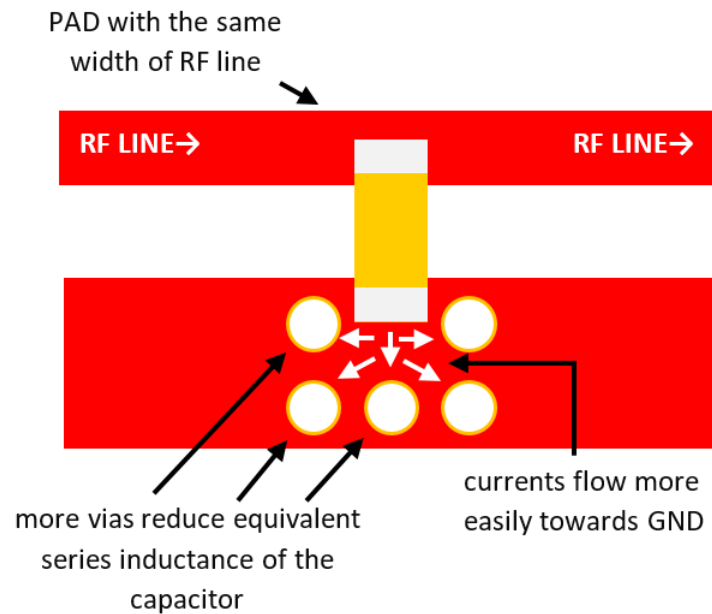 PAD with the same
width of RF line
RF LINE→ RF LINE→
currents flow more
easily towards GND
more vias reduce equivalent
series inductance of the
capacitor